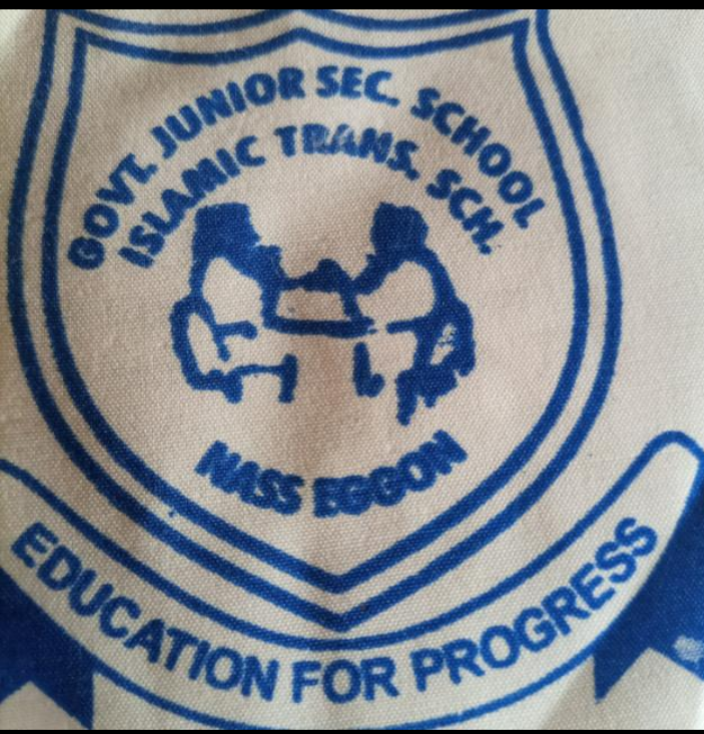 GOVT. JUNIOR SEC. SCHOOL
ISLAMIC TRANS. SCH.
NASS EGGON
EDUCATION FOR PROGRESS